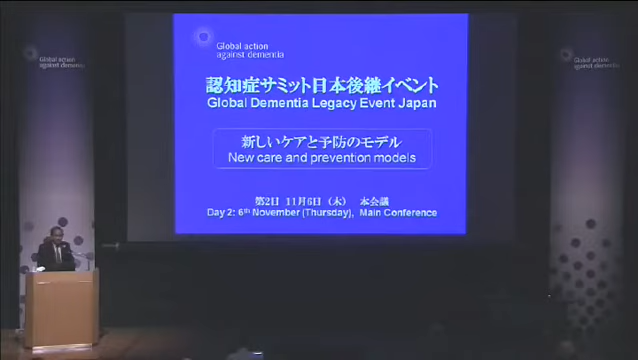 Global action
against dementia
認知症サミット日本後継イベント
Global Dementia Legacy Event Japan
新しいケアと予防のモデル
New care and prevention models
第2日 11月6日（木） 本会議
Day 2: 6th November (Thursday), Main Conference
Global action
against dementia
Global action
against dementia